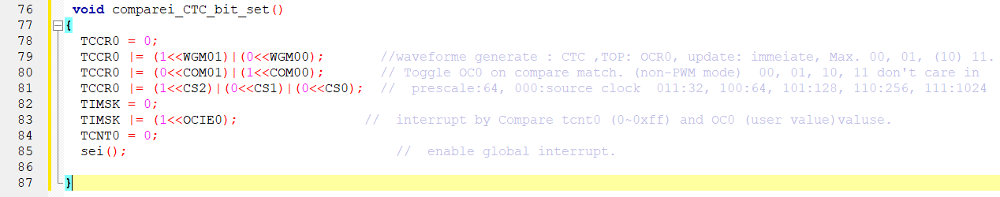 76 void comparei_CTC_bit_set()
77 {
78 TCCR0 = 0;
79 TCCR0 |= (1<<WGM01)|(0<<WGM00); //waveforme generate : CTC ,TOP: OCR0, update: immeiate, Max. 00, 01, (10) 11.
80 TCCR0 |= (0<<COM01)|(1<<COM00); // Toggle OC0 on compare match. (non-PWM mode) 00, 01, 10, 11 don't care in
81 TCCR0 |= (1<<CS2)|(0<<CS1)|(0<<CS0); // prescale:64, 000:source clock 011:32, 100:64, 101:128, 110:256, 111:1024
82 TIMSK = 0;
83 TIMSK |= (1<<OCIE0); // interrupt by Compare tcnt0 (0~0xff) and OC0 (user value)valuse.
84 TCNT0 = 0;
85 sei(); // enable global interrupt.
86
87 }